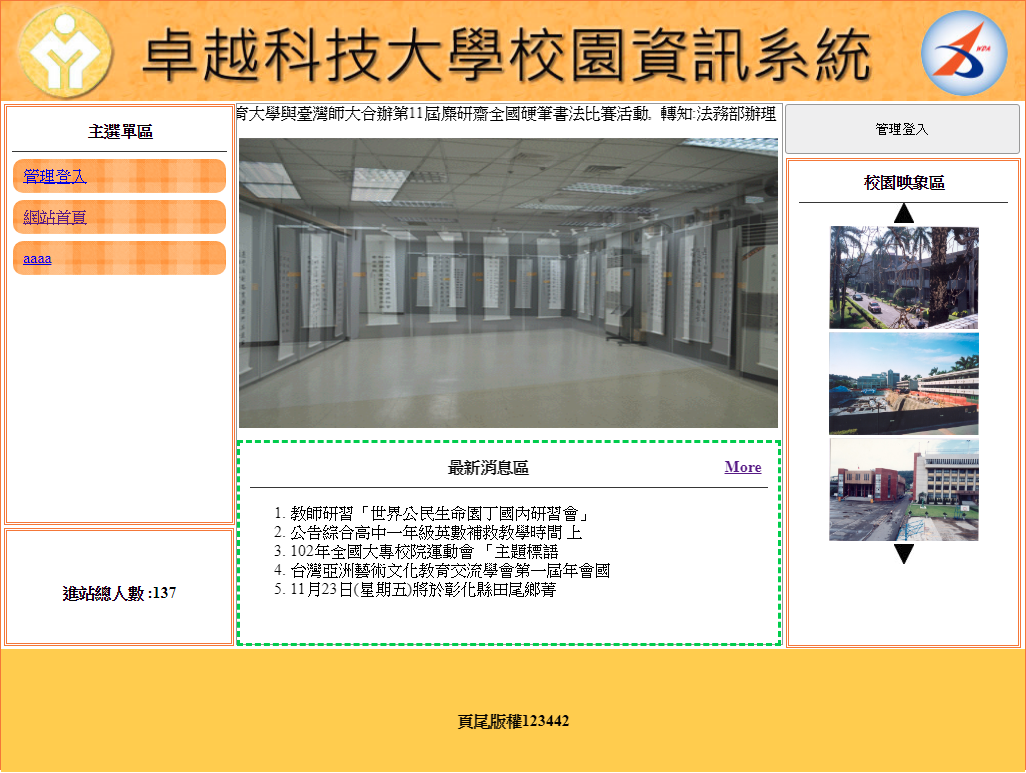 卓越科技大學校園資訊系統
主選單區
管理登入
網站首頁
aaaa
進站總人數 :137
育大學與臺灣師大合辦第11屆麋研齋全國硬筆書法比賽活動, 轉知:法務部辦理
最新消息區
More
1. 教師研習「世界公民生命園丁國內研習會」
2. 公告綜合高中一年級英數補救教學時間 上
3. 102年全國大專校院運動會 「主題標語
4. 台灣亞洲藝術文化教育交流學會第一屆年會國
5. 11月23日(星期五)將於彰化縣田尾鄉菁
管理登入
校園映象區
頁尾版權123442